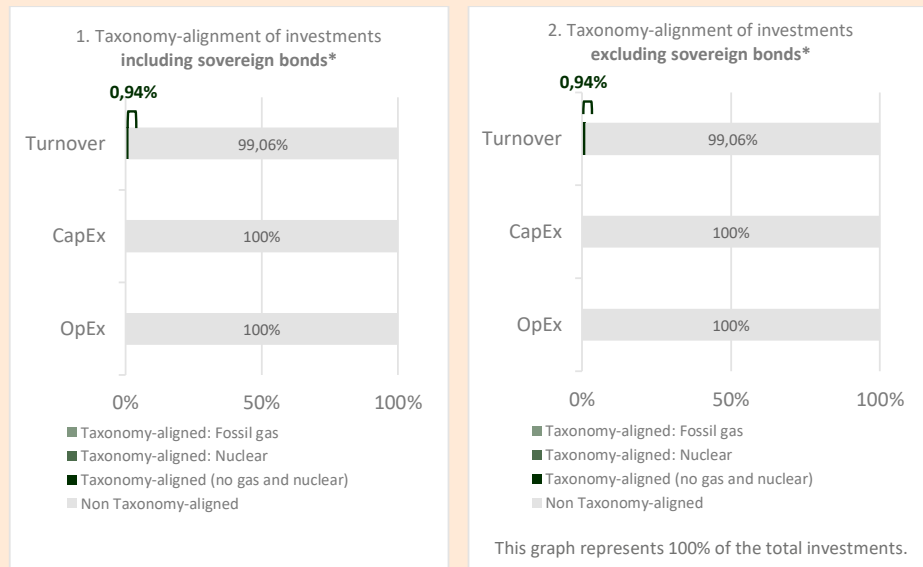 1. Taxonomy-alignment of investments
including sovereign bonds*
0,94%
Turnover
99,06%
CapEx
100%
OpEx
100%
0%
50%
100%
Taxonomy-aligned: Fossil gas
Taxonomy-aligned: Nuclear
Taxonomy-aligned (no gas and nuclear)
Non Taxonomy-aligned
2. Taxonomy-alignment of investments
excluding sovereign bonds*
0,94%
Turnover
99,06%
CapEx
100%
OpEx
100%
0%
50%
100%
Taxonomy-aligned: Fossil gas
Taxonomy-aligned: Nuclear
Taxonomy-aligned (no gas and nuclear)
Non Taxonomy-aligned
This graph represents 100% of the total investments.